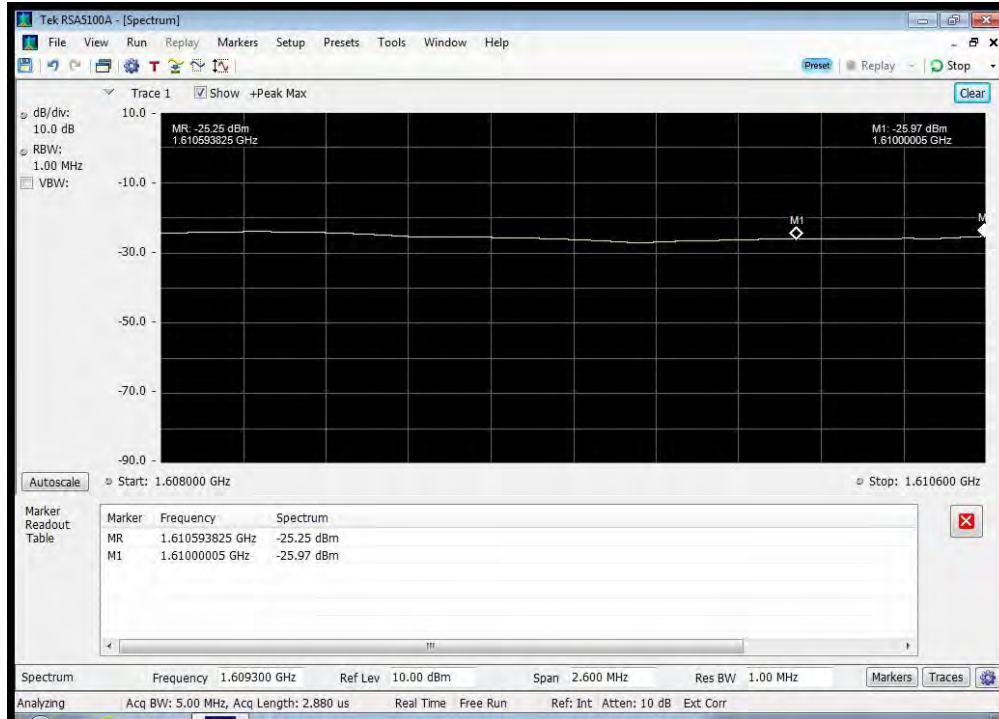 Tek RSA5100A - [Spectrum]
File View Run Replay Markers Setup Presets Tools Window Help
Preset Replay Stop
Trace 1 Show +Peak Max Clear
dB/div:
10.0 dB
RBW:
1.00 MHz
VBW:
10.0
-10.0
-30.0
-50.0
-70.0
-90.0
MR: -25.25 dBm
1.610593825 GHz
M1: -25.97 dBm
1.61000005 GHz
M1
M
Autoscale Start: 1.608000 GHz Stop: 1.610600 GHz
Marker
Readout
Table
Marker Frequency Spectrum
MR 1.610593825 GHz -25.25 dBm
M1 1.61000005 GHz -25.97 dBm
Spectrum Frequency 1.609300 GHz Ref Lev 10.00 dBm Span 2.600 MHz Res BW 1.00 MHz Markers Traces
Analyzing Acq BW: 5.00 MHz, Acq Length: 2.880 us Real Time Free Run Ref: Int Atten: 10 dB Ext Corr